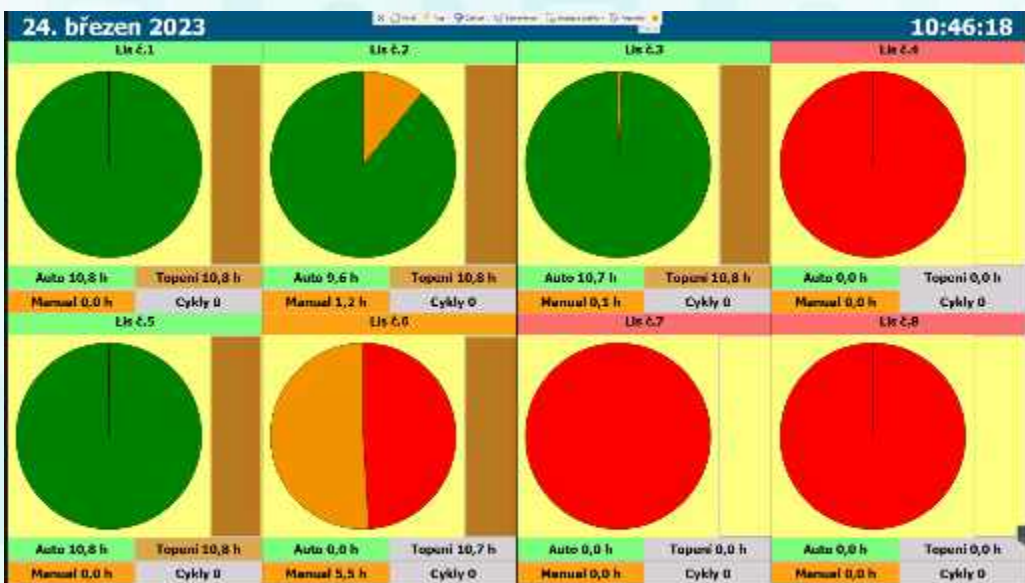 24. březen 2023
10:46:18
Lis č.1
Lis č.2
Lis č.3
Lis č.4
Auto 10,8 h Topení 10,8 h
Auto 9,6 h Topení 10,8 h
Auto 10,7 h Topení 10,8 h
Auto 0,0 h Topení 0,0 h
Manual 0,0 h Cykly 0
Manual 1,2 h Cykly 0
Manual 0,1 h Cykly 0
Manual 0,0 h Cykly 0
Lis č.5
Lis č.6
Lis č.7
Lis č.8
Auto 10,8 h Topení 10,8 h
Auto 0,0 h Topení 10,7 h
Auto 0,0 h Topení 0,0 h
Auto 0,0 h Topení 0,0 h
Manual 0,0 h Cykly 0
Manual 5,5 h Cykly 0
Manual 0,0 h Cykly 0
Manual 0,0 h Cykly 0